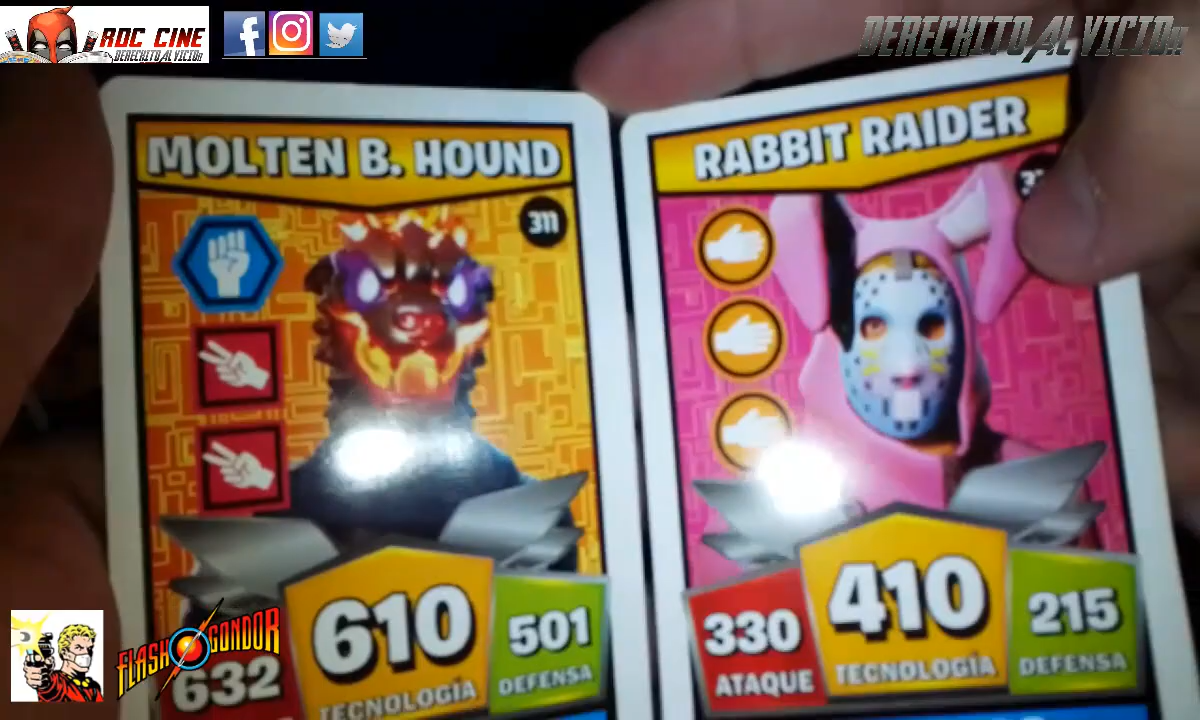 RDC CINE
DERECHITO AL VICIO!!
DERECHITO AL VICIO!!
MOLTEN B. HOUND
311
632
610
TECNOLOGÍA
501
DEFENSA
RABBIT RAIDER
330
ATAQUE
410
TECNOLOGÍA
215
DEFENSA
FLASH GORDON